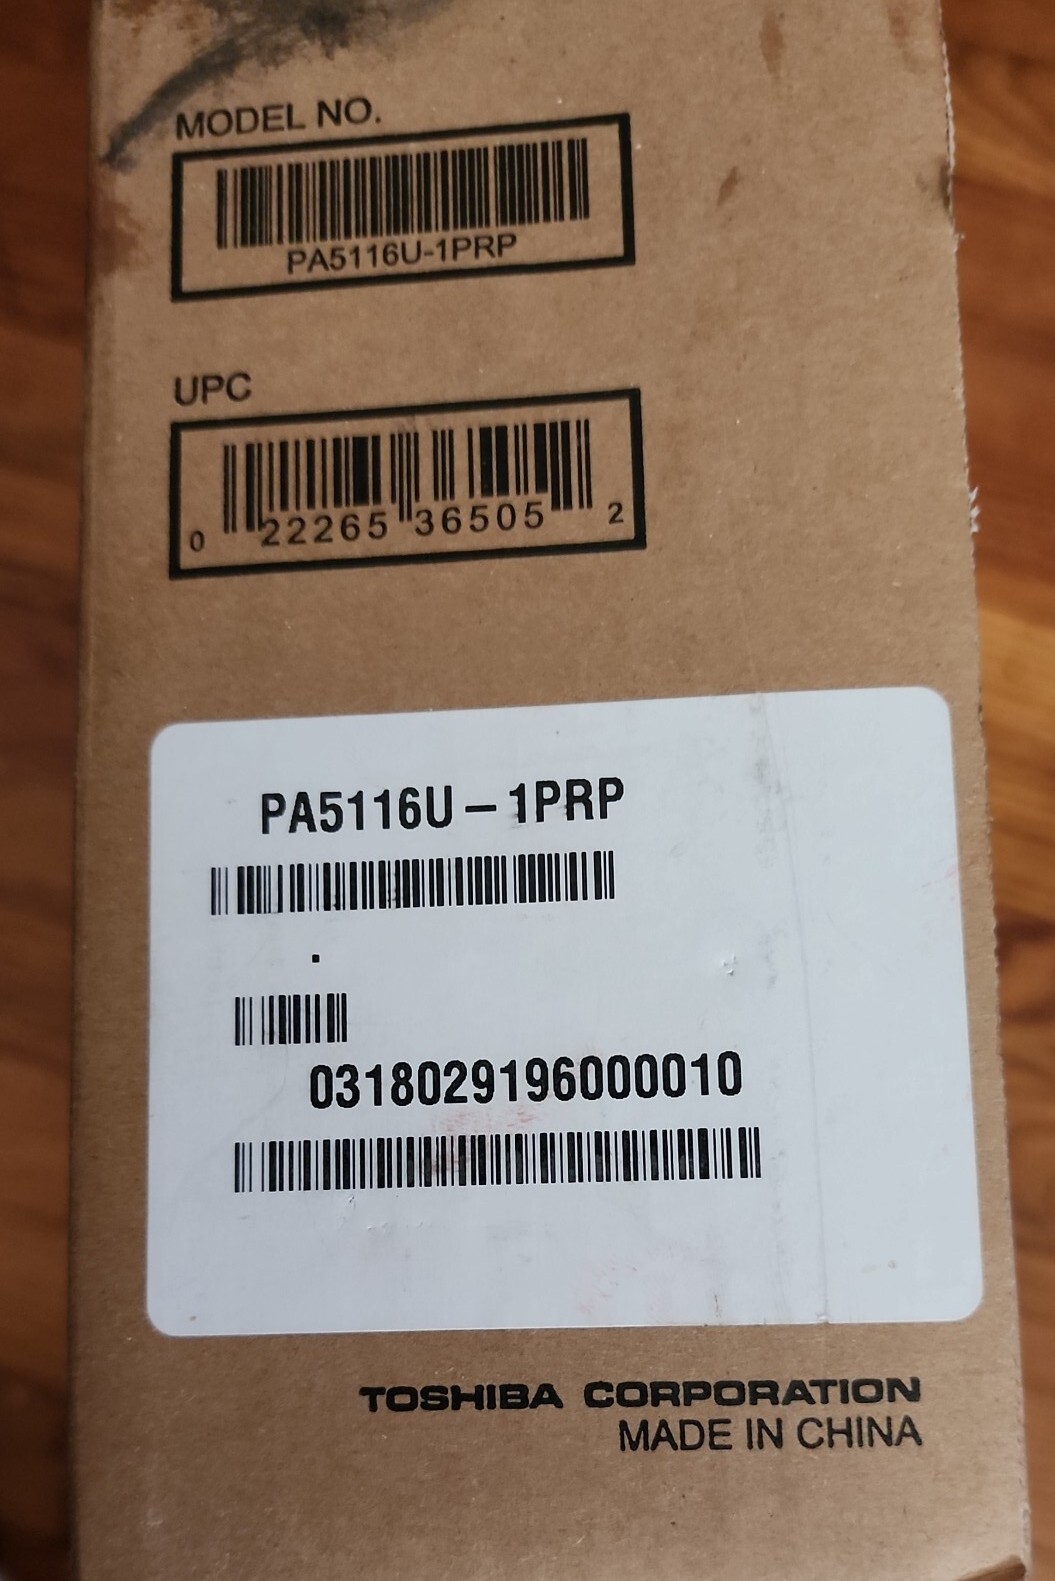 MODEL NO.
PA5116U-1PRP
UPC
0 22265 36505 2
PA5116U-1PRP
.
0318029196000010
TOSHIBA CORPORATION
MADE IN CHINA